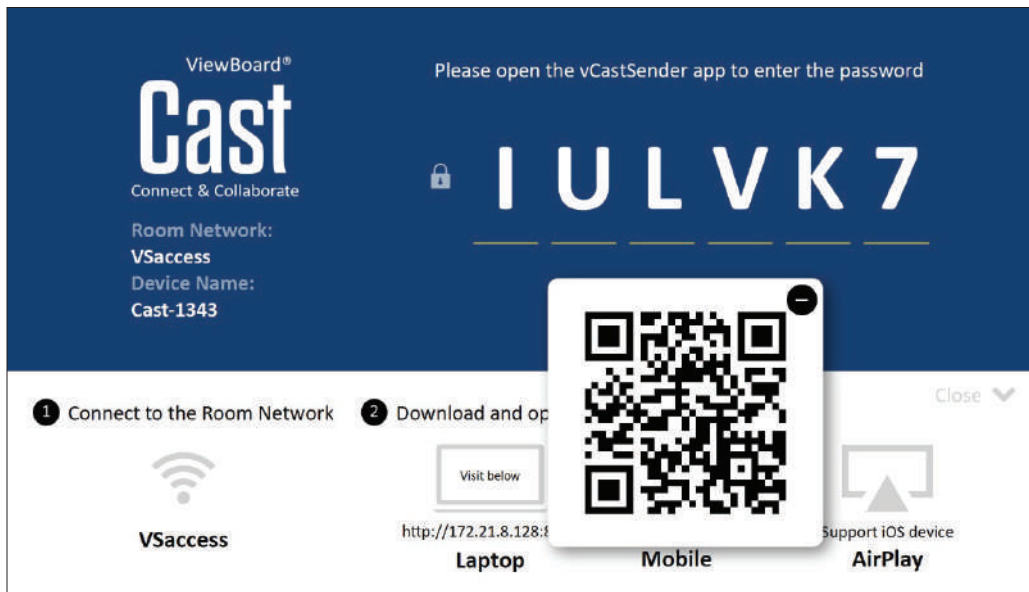 ViewBoard®
Cast
Connect & Collaborate
Room Network:
VSaccess
Device Name:
Cast-1343
Please open the vCastSender app to enter the password
I U L V K 7
1 Connect to the Room Network
VSaccess
2 Download and op
Visit below
http://172.21.8.128:
Laptop
Mobile
Close
Support iOS device
AirPlay